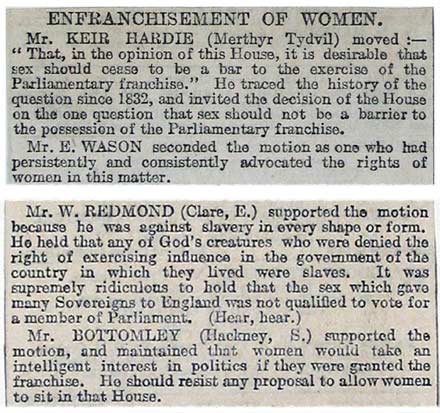 ENFRANCHISEMENT OF WOMEN.
Mr. KEIR HARDIE (Merthyr Tydvil) moved :—
“ That, in the opinion of this House, it is desirable that
sex should cease to be a bar to the exercise of the
Parliamentary franchise.” He traced the history of the
question since 1832, and invited the decision of the House
on the one question that sex should not be a barrier to
the possession of the Parliamentary franchise.
Mr. E. WASON seconded the motion as one who had
persistently and consistently advocated the rights of
women in this matter.
Mr. W. REDMOND (Clare, E.) supported the motion
because he was against slavery in every shape or form.
He held that any of God's creatures who were denied the
right of exercising influence in the government of the
country in which they lived were slaves. It was
supremely ridiculous to hold that the sex which gave
many Sovereigns to England was not qualified to vote for
a member of Parliament. (Hear, hear.)
Mr. BOTTOMLEY (Hackney, S.) supported the
motion, and maintained that women would take an
intelligent interest in politics if they were granted the
franchise. He should resist any proposal to allow women
to sit in that House.